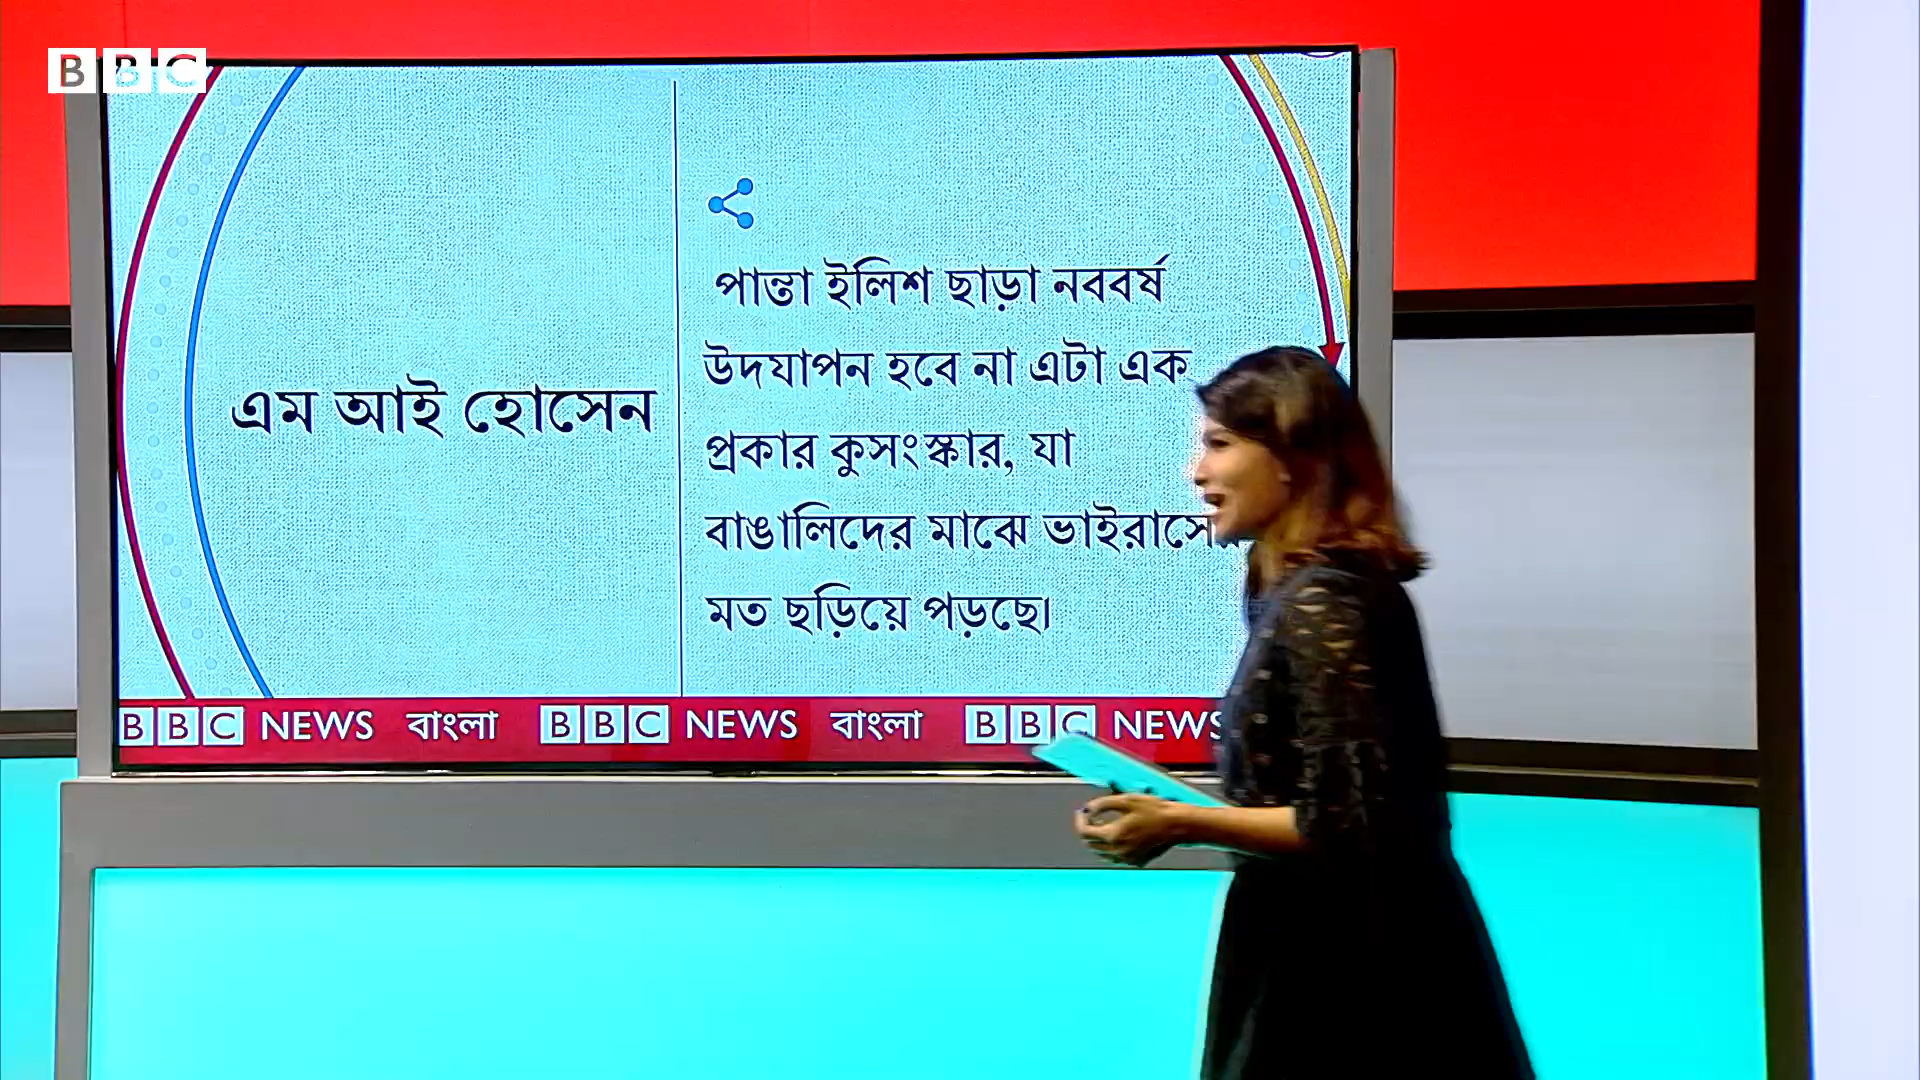 BBC
এম আই হোসেন
পান্তা ইলিশ ছাড়া নববর্ষ
উদযাপন হবে না এটা এক
প্রকার কুসংস্কার, যা
বাঙালিদের মাঝে
মত ছড়িয়ে পড়ছে।
BBC NEWS বাংলা BBC NEWS বাংলা BBC NEWS